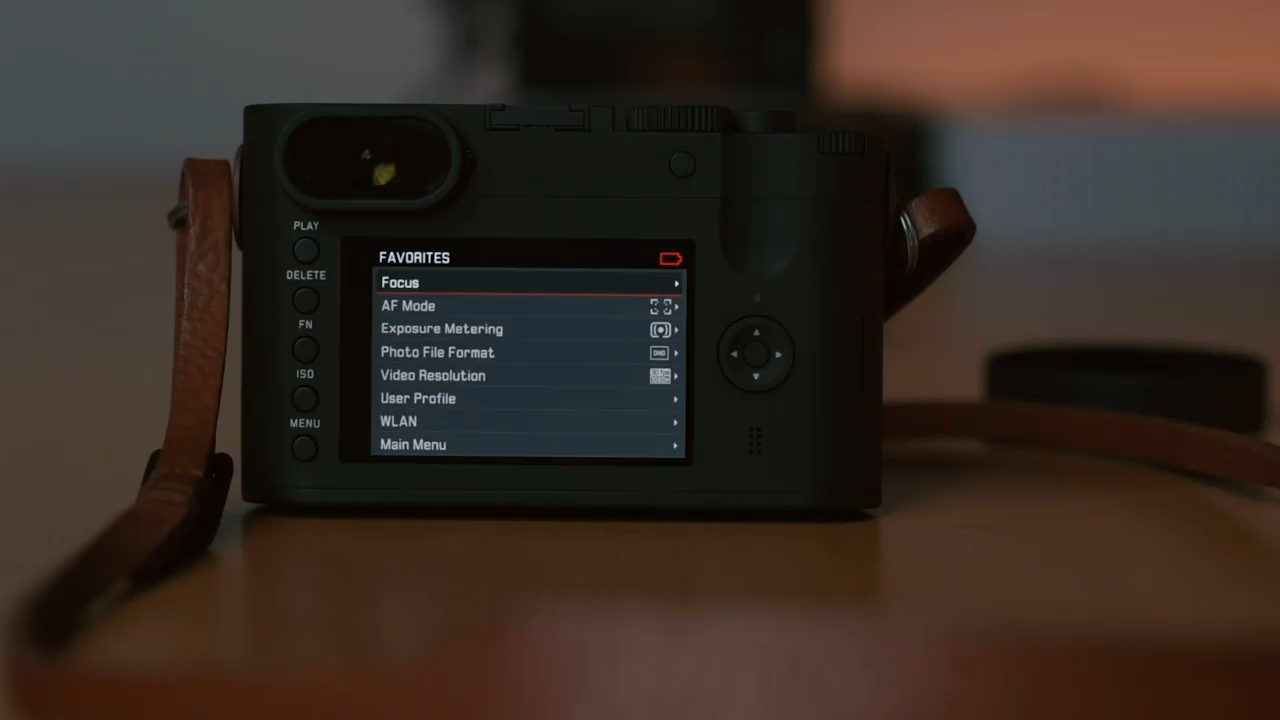 PLAY
DELETE
FN
ISO
MENU
FAVORITES
Focus
AF Mode
Exposure Metering
Photo File Format DNG
Video Resolution
User Profile
WLAN
Main Menu